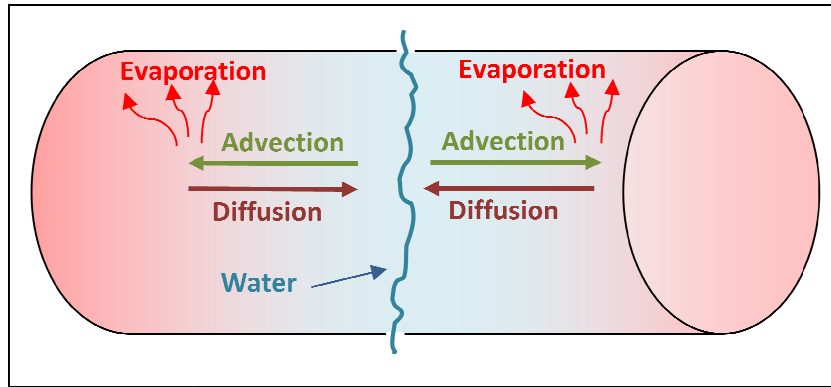 Evaporation
Evaporation
Advection
Advection
Diffusion
Diffusion
Water